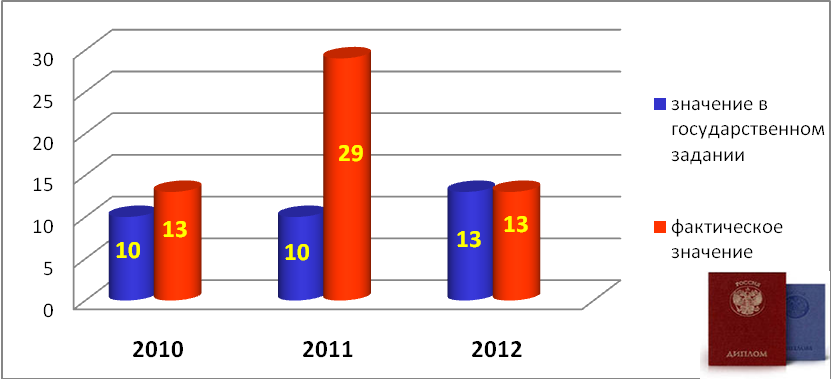 30
25
20
15
10
5
0
10
13
10
29
13
13
2010
2011
2012
значение в
государственном
задании
фактическое
значение
РОССИЯ
ДИПЛОМ